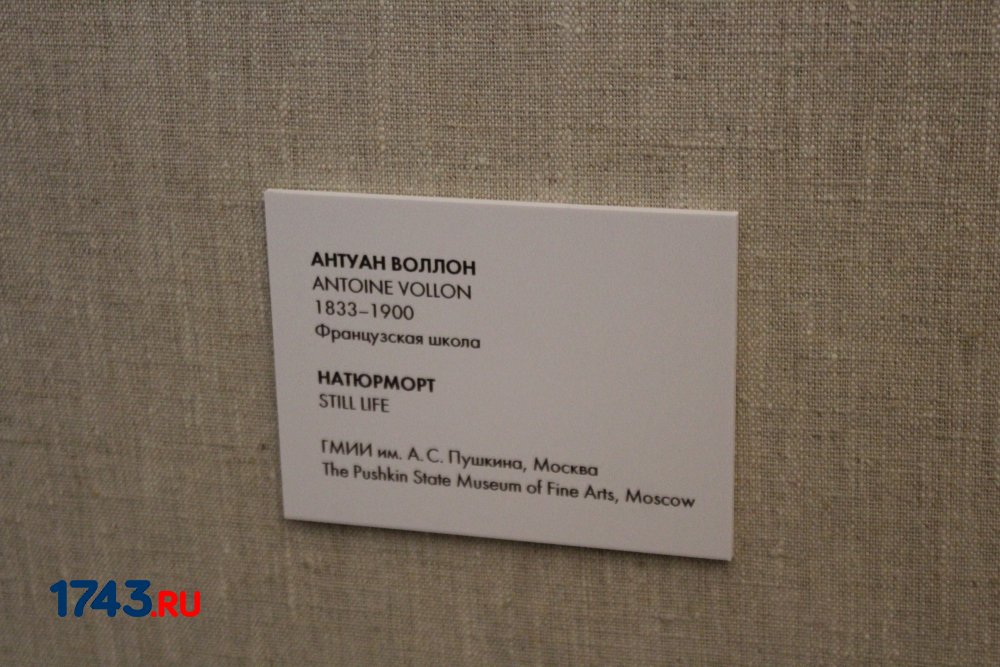 АНТУАН ВОЛЛОН
ANTOINE VOLLON
1833–1900
Французская школа
НАТЮРМОРТ
STILL LIFE
ГМИИ им. А. С. Пушкина, Москва
The Pushkin State Museum of Fine Arts, Moscow
1743.RU